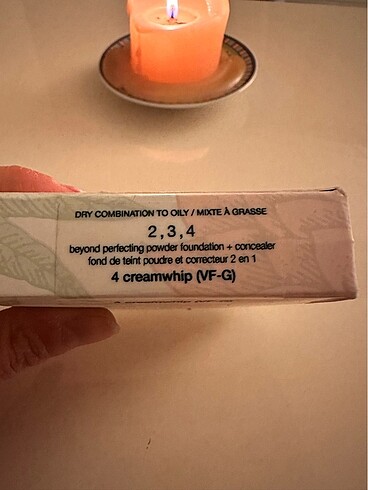 DRY COMBINATION TO OILY / MIXTE À GRASSE
2,3,4
beyond perfecting powder foundation + concealer
fond de teint poudre et correcteur 2 en 1
4 creamwhip (VF-G)